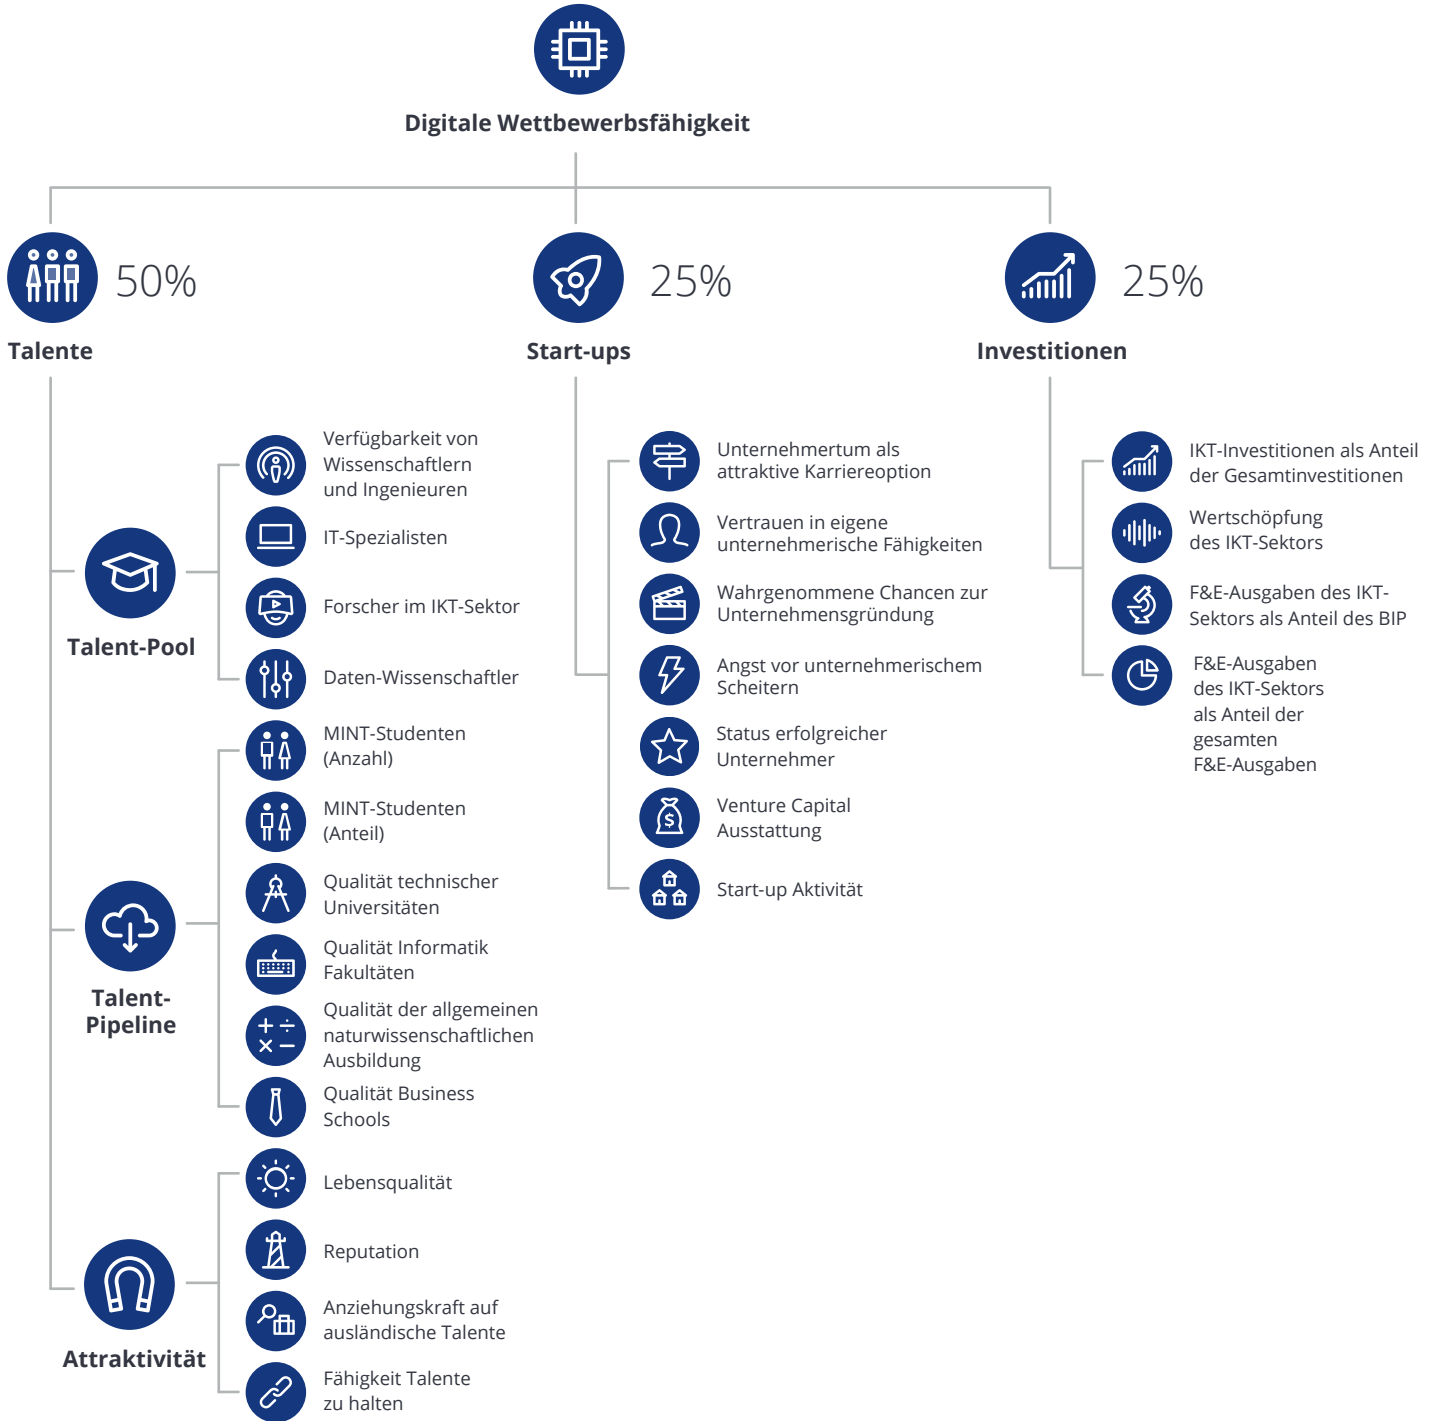 Digitale Wettbewerbsfähigkeit
50%
Talente
25%
Start-ups
25%
Investitionen
Talent-Pool
Verfügbarkeit von
Wissenschaftlern
und Ingenieuren
IT-Spezialisten
Forscher im IKT-Sektor
Daten-Wissenschaftler
Talent-
Pipeline
MINT-Studenten
(Anzahl)
MINT-Studenten
(Anteil)
Qualität technischer
Universitäten
Qualität Informatik
Fakultäten
Qualität der allgemeinen
naturwissenschaftlichen
Ausbildung
Qualität Business
Schools
Attraktivität
Lebensqualität
Reputation
Anziehungskraft auf
ausländische Talente
Fähigkeit Talente
zu halten
Unternehmertum als
attraktive Karriereoption
Vertrauen in eigene
unternehmerische Fähigkeiten
Wahrgenommene Chancen zur
Unternehmensgründung
Angst vor unternehmerischem
Scheitern
Status erfolgreicher
Unternehmer
$
Venture Capital
Ausstattung
Start-up Aktivität
IKT-Investitionen als Anteil
der Gesamtinvestitionen
Wertschöpfung
des IKT-Sektors
F&E-Ausgaben des IKT-
Sektors als Anteil des BIP
F&E-Ausgaben
des IKT-Sektors
als Anteil der
gesamten
F&E-Ausgaben